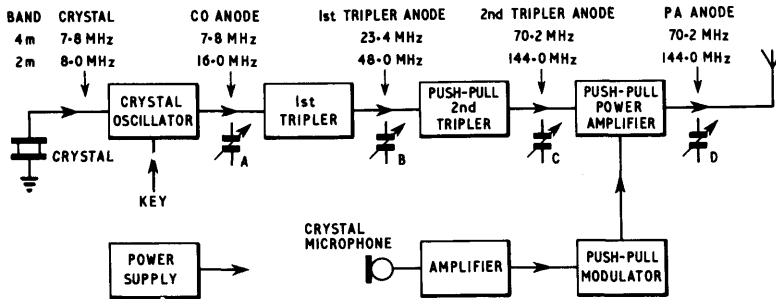 BAND CRYSTAL CO ANODE 1st TRIPLER ANODE 2nd TRIPLER ANODE PA ANODE
4m 7·8 MHz 7·8 MHz 23·4 MHz 70·2 MHz 70·2 MHz
2m 8·0 MHz 16·0 MHz 48·0 MHz 144·0 MHz 144·0 MHz
CRYSTAL
OSCILLATOR
1st
TRIPLER
PUSH-PULL
2nd
TRIPLER
PUSH-PULL
POWER
AMPLIFIER
A
B
C
D
CRYSTAL
KEY
CRYSTAL
MICROPHONE
POWER
SUPPLY
AMPLIFIER
PUSH-PULL
MODULATOR